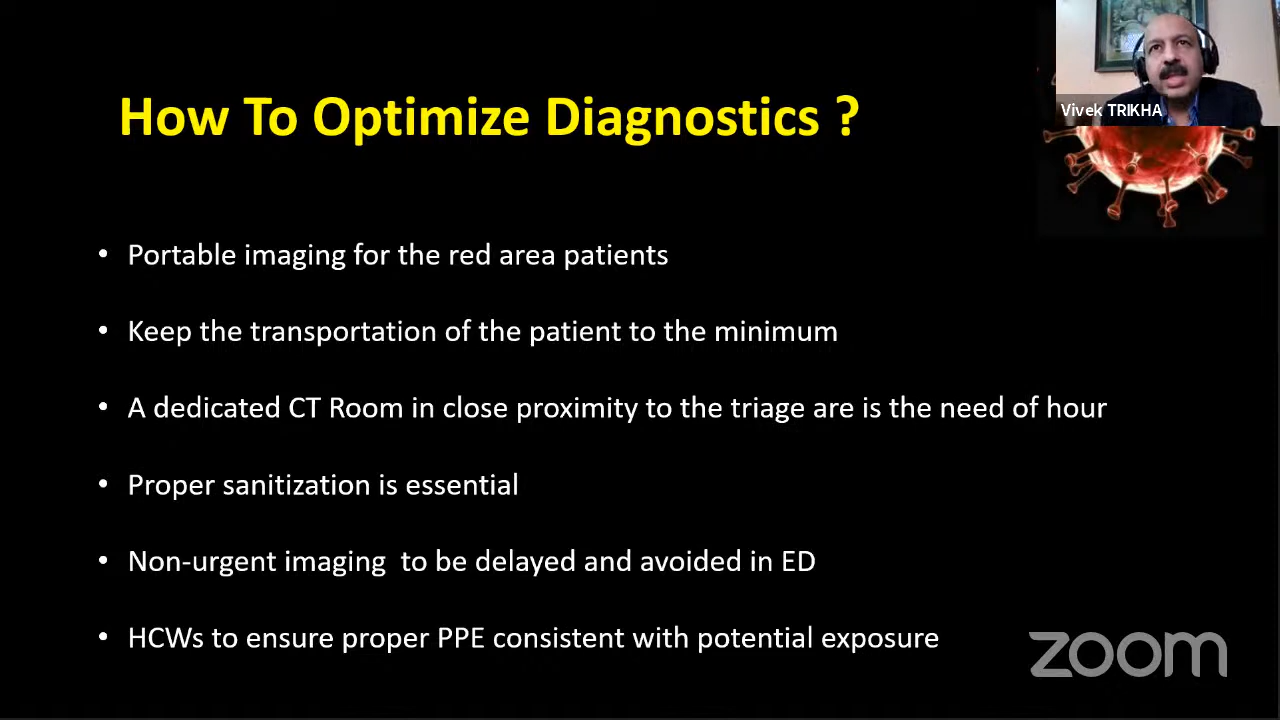 How To Optimize Diagnostics ?
Vivek TRIKHA
• Portable imaging for the red area patients
• Keep the transportation of the patient to the minimum
• A dedicated CT Room in close proximity to the triage are is the need of hour
• Proper sanitization is essential
• Non-urgent imaging  to be delayed and avoided in ED
• HCWs to ensure proper PPE consistent with potential exposure
zoom